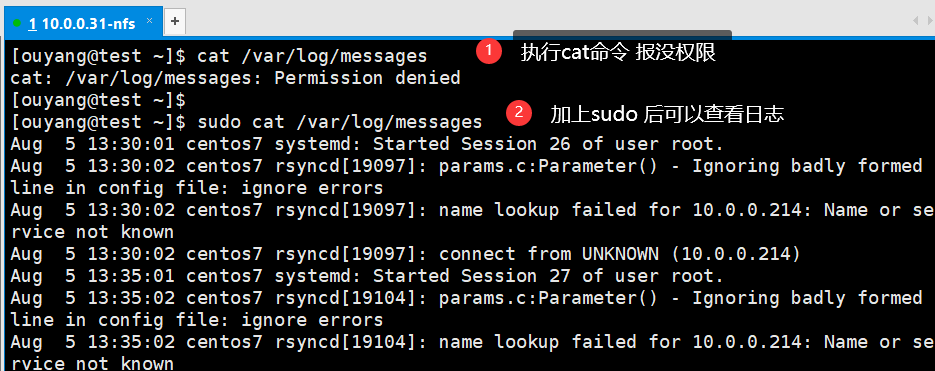 1 10.0.0.31-nfs × +
[ouyang@test ~]$ cat /var/log/messages 1 执行cat命令 报没权限
cat: /var/log/messages: Permission denied
[ouyang@test ~]$
[ouyang@test ~]$ sudo cat /var/log/messages 2 加上sudo 后可以查看日志
Aug  5 13:30:01 centos7 systemd: Started Session 26 of user root.
Aug  5 13:30:02 centos7 rsyncd[19097]: params.c:Parameter() - Ignoring badly formed
line in config file: ignore errors
Aug  5 13:30:02 centos7 rsyncd[19097]: name lookup failed for 10.0.0.214: Name or se
rvice not known
Aug  5 13:30:02 centos7 rsyncd[19097]: connect from UNKNOWN (10.0.0.214)
Aug  5 13:35:01 centos7 systemd: Started Session 27 of user root.
Aug  5 13:35:02 centos7 rsyncd[19104]: params.c:Parameter() - Ignoring badly formed
line in config file: ignore errors
Aug  5 13:35:02 centos7 rsyncd[19104]: name lookup failed for 10.0.0.214: Name or se
rvice not known